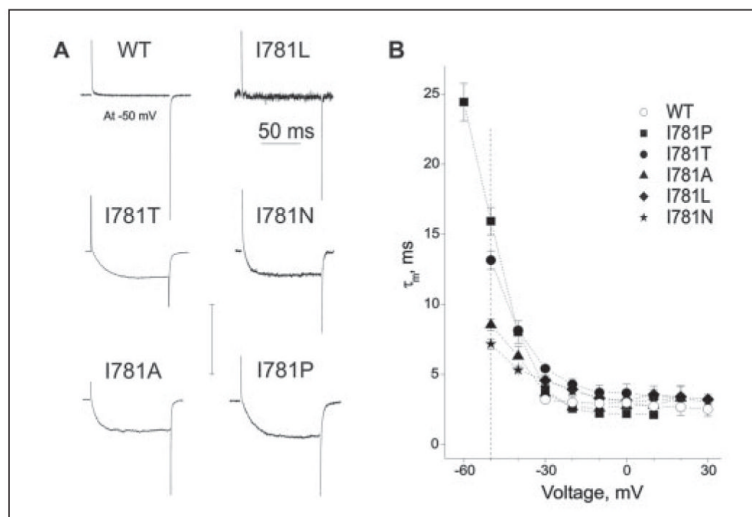 A
WT
I781L
At -50 mV
50 ms
I781T
I781N
I781A
I781P
B
25
20
15
10
5
0
τm, ms
WT
I781P
I781T
I781A
I781L
I781N
-60
-30
0
30
Voltage, mV